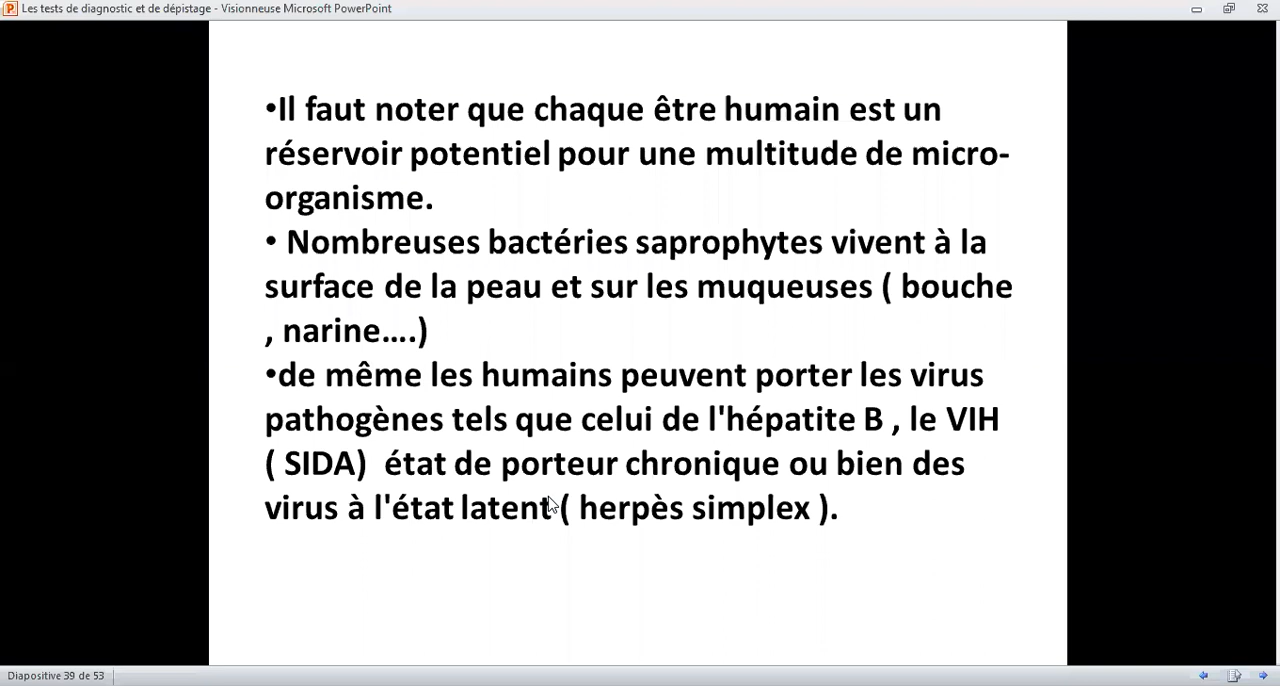 Les tests de diagnostic et de dépistage - Visionneuse Microsoft PowerPoint
•Il faut noter que chaque être humain est un
réservoir potentiel pour une multitude de micro-
organisme.
• Nombreuses bactéries saprophytes vivent à la
surface de la peau et sur les muqueuses ( bouche
, narine....)
•de même les humains peuvent porter les virus
pathogènes tels que celui de l'hépatite B , le VIH
( SIDA)  état de porteur chronique ou bien des
virus à l'état latent ( herpès simplex ).
Diapositive 39 de 53